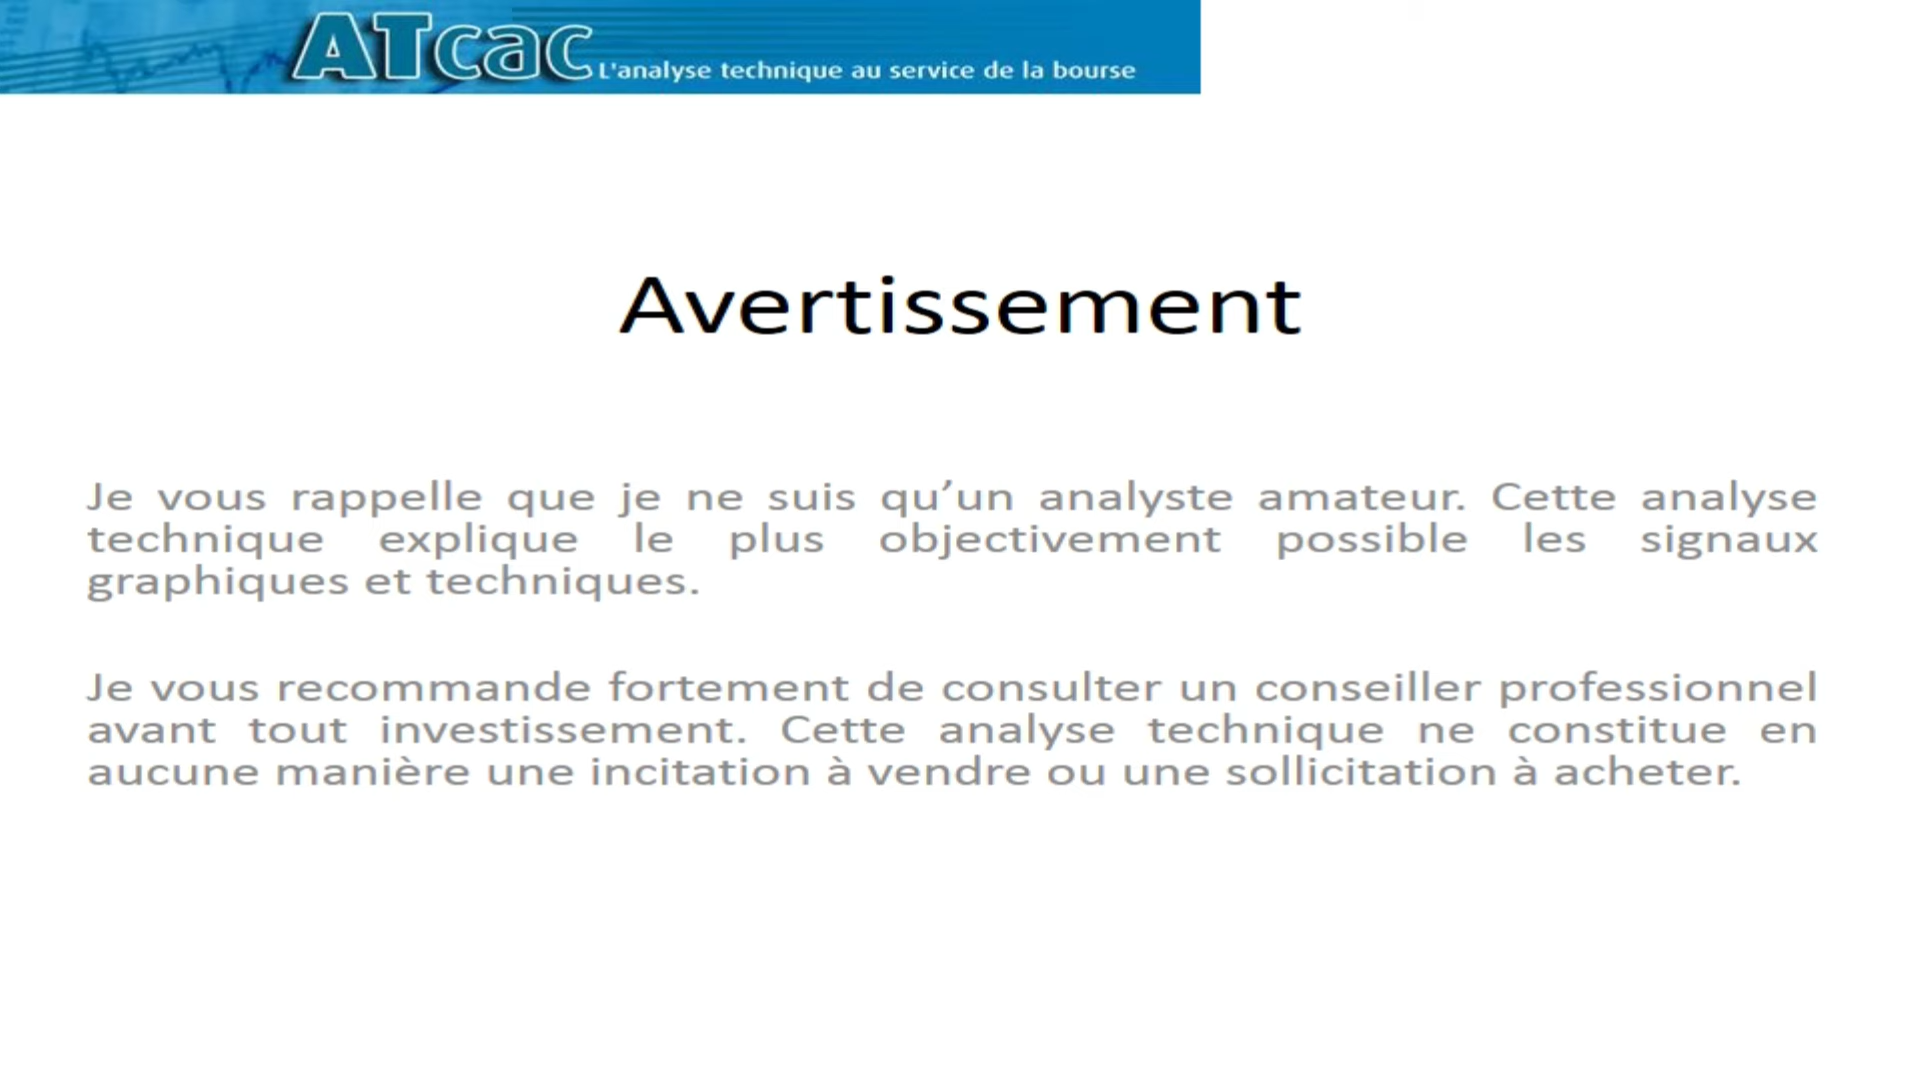 ATcac L'analyse technique au service de la bourse
Avertissement
Je vous rappelle que je ne suis qu’un analyste amateur. Cette analyse
technique explique le plus objectivement possible les signaux
graphiques et techniques.
Je vous recommande fortement de consulter un conseiller professionnel
avant tout investissement. Cette analyse technique ne constitue en
aucune manière une incitation à vendre ou une sollicitation à acheter.